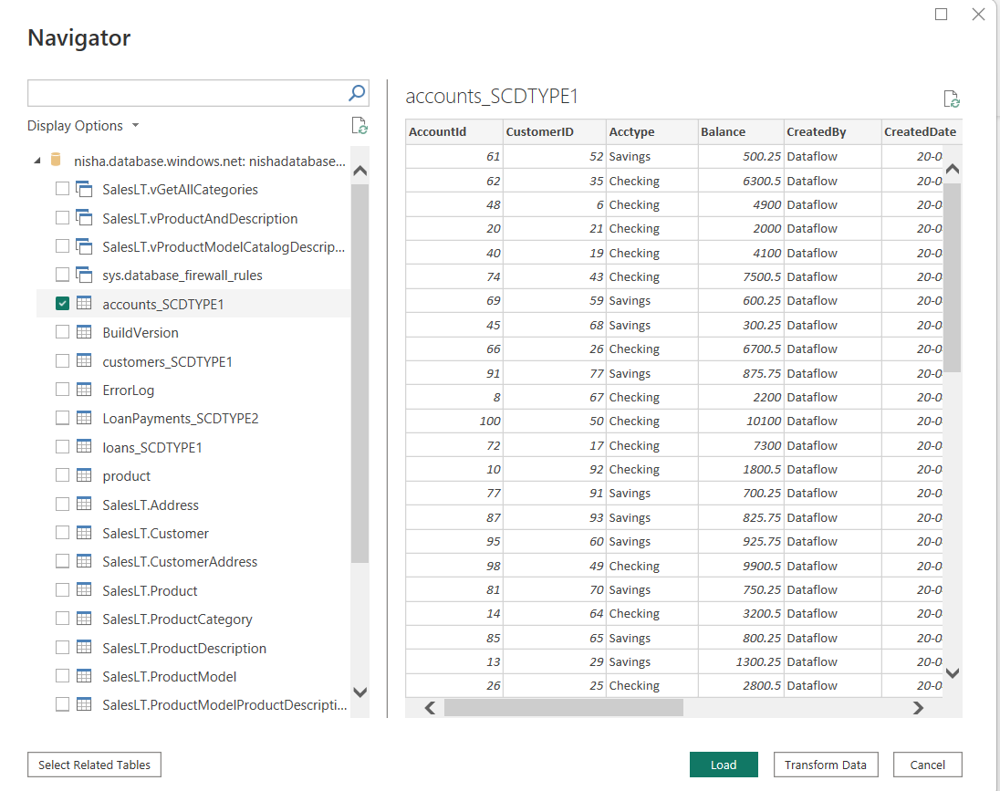 Navigator
Display Options
nisha.database.windows.net: nishadatabase...
SalesLT.vGetAllCategories
SalesLT.vProductAndDescription
SalesLT.vProductModelCatalogDescrip...
sys.database_firewall_rules
accounts_SCDTYPE1
BuildVersion
customers_SCDTYPE1
ErrorLog
LoanPayments_SCDTYPE2
loans_SCDTYPE1
product
SalesLT.Address
SalesLT.Customer
SalesLT.CustomerAddress
SalesLT.Product
SalesLT.ProductCategory
SalesLT.ProductDescription
SalesLT.ProductModel
SalesLT.ProductModelProductDescripti...
accounts_SCDTYPE1
AccountId CustomerID Acctype Balance CreatedBy CreatedDate
61 52 Savings 500.25 Dataflow 20-0
62 35 Checking 6300.5 Dataflow 20-0
48 6 Checking 4900 Dataflow 20-0
20 21 Checking 2000 Dataflow 20-0
40 19 Checking 4100 Dataflow 20-0
74 43 Checking 7500.5 Dataflow 20-0
69 59 Savings 600.25 Dataflow 20-0
45 68 Savings 300.25 Dataflow 20-0
66 26 Checking 6700.5 Dataflow 20-0
91 77 Savings 875.75 Dataflow 20-0
8 67 Checking 2200 Dataflow 20-0
100 50 Checking 10100 Dataflow 20-0
72 17 Checking 7300 Dataflow 20-0
10 92 Checking 1800.5 Dataflow 20-0
77 91 Savings 700.25 Dataflow 20-0
87 93 Savings 825.75 Dataflow 20-0
95 60 Savings 925.75 Dataflow 20-0
98 49 Checking 9900.5 Dataflow 20-0
81 70 Savings 750.25 Dataflow 20-0
14 64 Checking 3200.5 Dataflow 20-0
85 65 Savings 800.25 Dataflow 20-0
13 29 Savings 1300.25 Dataflow 20-0
26 25 Checking 2800.5 Dataflow 20-0
Select Related Tables
Load
Transform Data
Cancel